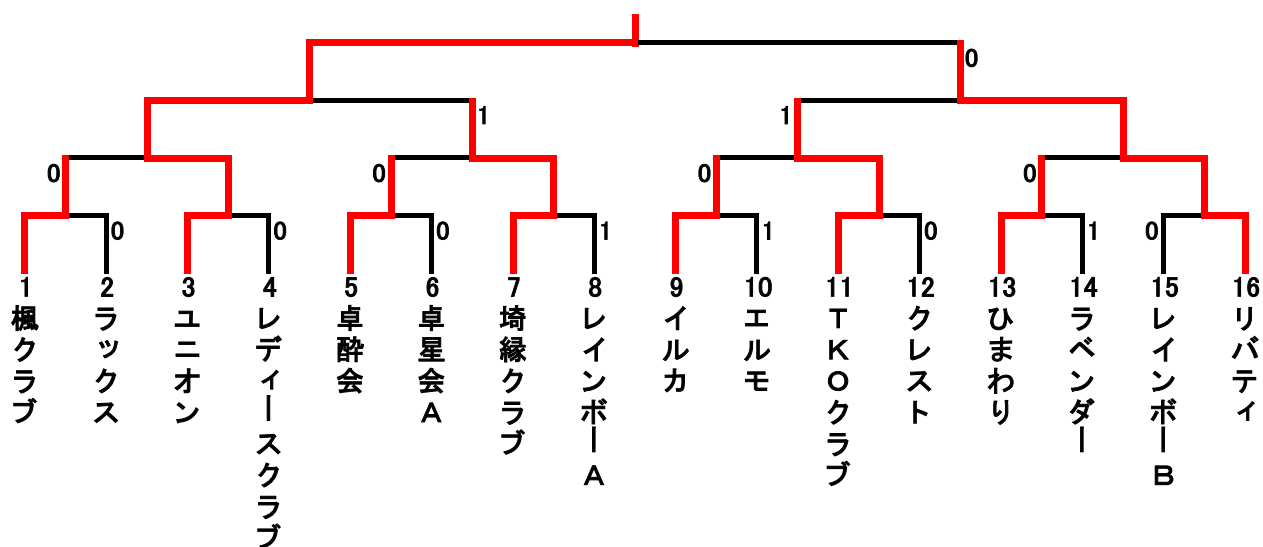 0
1
1
0
0
0
0
0
0
0
1
1
0
1
0
1
2
3
4
5
6
7
8
9
10
11
12
13
14
15
16
楓クラブ
ラックス
ユニオン
レディースクラブ
卓酔会
卓星会A
埼縁クラブ
レインボーA
イルカ
エルモ
TKOクラブ
クレスト
ひまわり
ラベンダー
レインボーB
リバティ